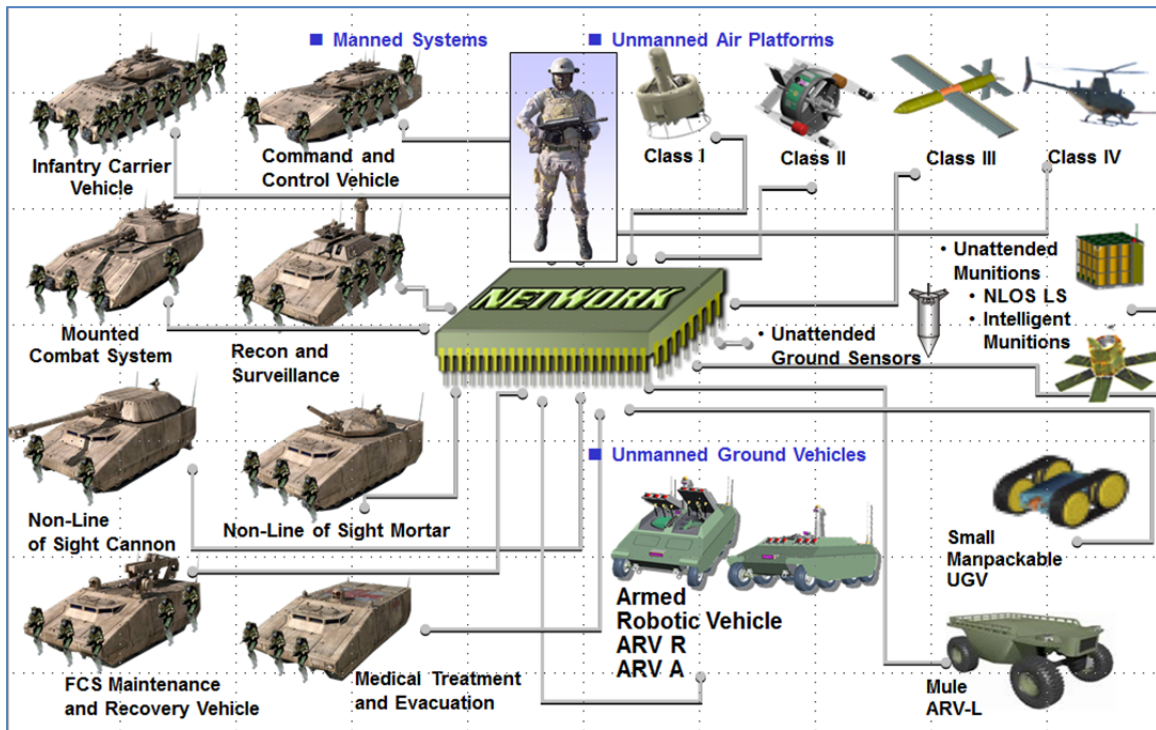 ■ Manned Systems
■ Unmanned Air Platforms
Infantry Carrier
Vehicle
Command and
Control Vehicle
Class I
Class II
Class III
Class IV
Mounted
Combat System
Recon and
Surveillance
NETWORK
• Unattended
Munitions
• NLOS LS
• Intelligent
Munitions
• Unattended
Ground Sensors
Non-Line
of Sight Cannon
Non-Line of Sight Mortar
■ Unmanned Ground Vehicles
Small
Manpackable
UGV
Armed
Robotic Vehicle
ARV R
ARV A
FCS Maintenance
and Recovery Vehicle
Medical Treatment
and Evacuation
Mule
ARV-L